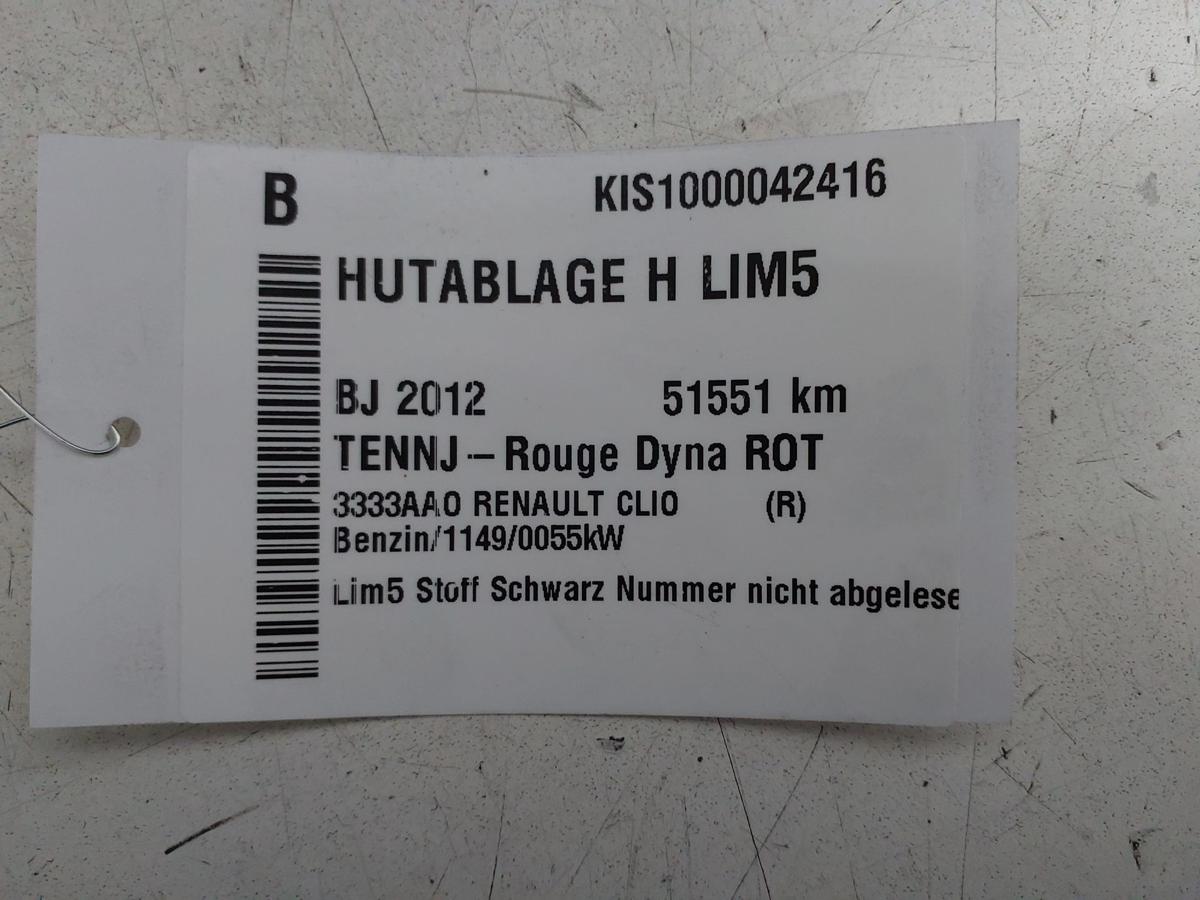 B KIS1000042416
HUTABLAGE H LIM5
BJ 2012 51551 km
TENNJ – Rouge Dyna ROT
3333AAO RENAULT CLIO (R)
Benzin/1149/0055kW
Lim5 Stoff Schwarz Nummer nicht abgelese